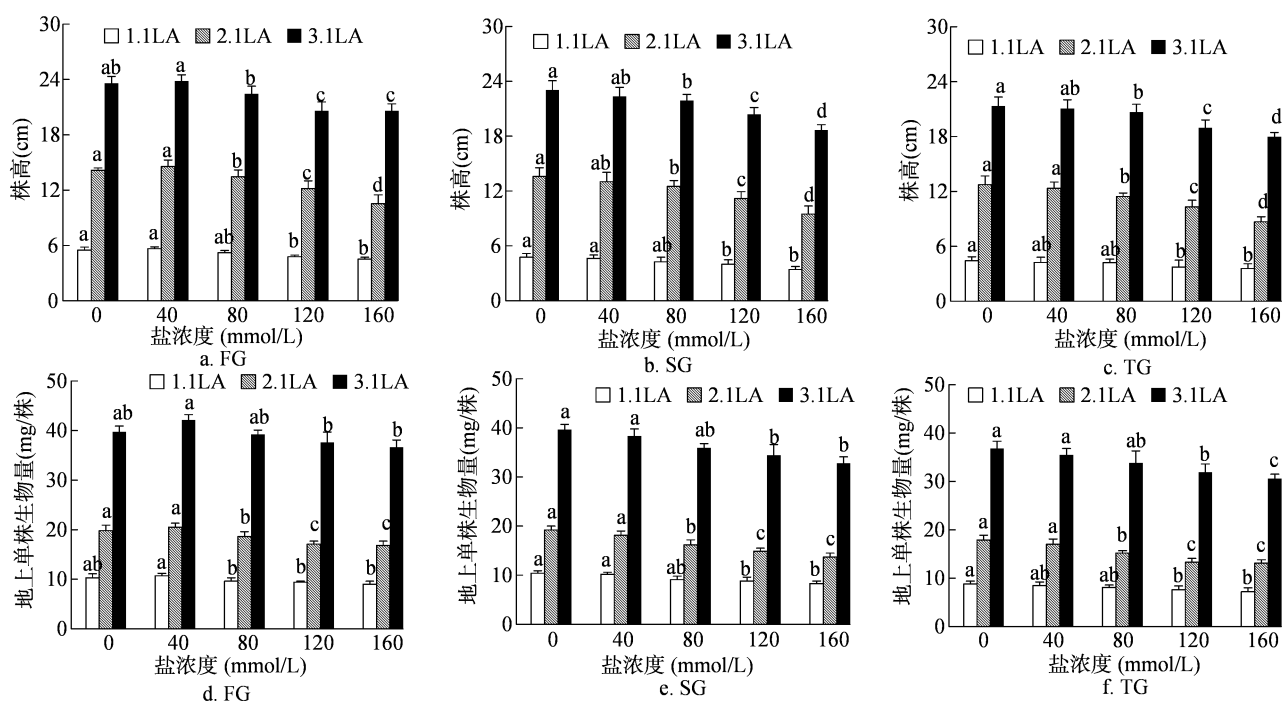 1.1LA 2.1LA 3.1LA
株高(cm)
30
24
18
12
6
0
a a ab b b
a a b c d
ab a b c c
0 40 80 120 160
盐浓度 (mmol/L)
a. FG
1.1LA 2.1LA 3.1LA
株高(cm)
30
24
18
12
6
0
a a ab b b
a ab b c d
a ab b c d
0 40 80 120 160
盐浓度 (mmol/L)
b. SG
1.1LA 2.1LA 3.1LA
株高(cm)
30
24
18
12
6
0
a ab ab b b
a a b c d
a ab b c d
0 40 80 120 160
盐浓度 (mmol/L)
c. TG
1.1LA 2.1LA 3.1LA
地上单株生物量(mg/株)
50
40
30
20
10
0
ab a b b b
a a b c c
ab a ab b b
0 40 80 120 160
盐浓度 (mmol/L)
d. FG
1.1LA 2.1LA 3.1LA
地上单株生物量(mg/株)
50
40
30
20
10
0
a a ab b b
a a b c c
a a ab b b
0 40 80 120 160
盐浓度 (mmol/L)
e. SG
1.1LA 2.1LA 3.1LA
地上单株生物量(mg/株)
50
40
30
20
10
0
a ab ab b b
a a b c c
a a ab b c
0 40 80 120 160
盐浓度 (mmol/L)
f. TG